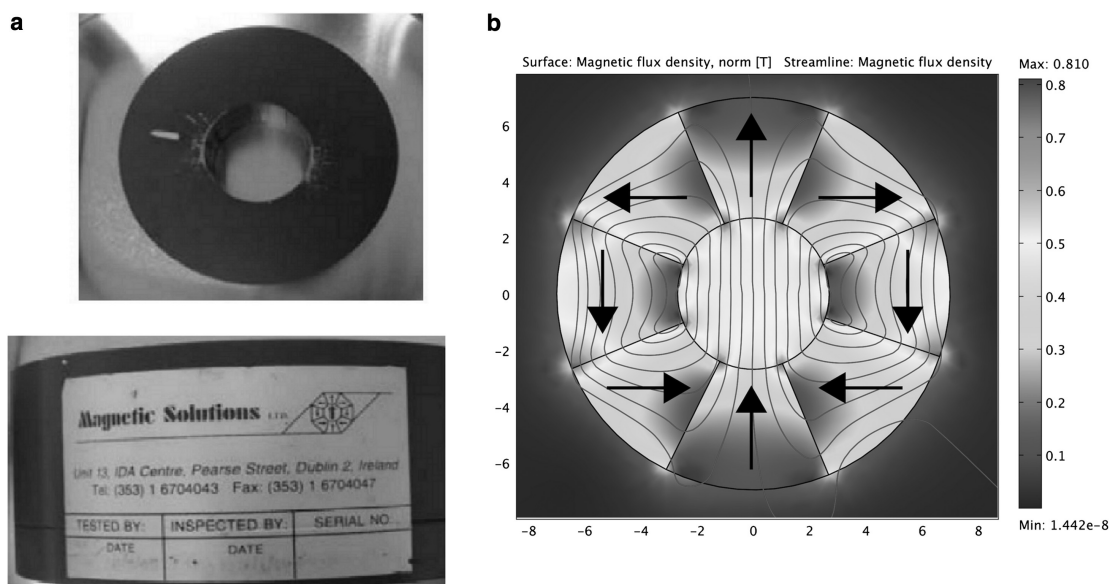 a
b
Magnetic Solutions LTD.
Unit 13, IDA Centre, Pearse Street, Dublin 2, Ireland
Tel: (353) 1 6704043 Fax: (353) 1 6704047
TESTED BY: INSPECTED BY: SERIAL NO.
DATE DATE
Surface: Magnetic flux density, norm [T] Streamline: Magnetic flux density
Max: 0.810
6
4
2
0
−2
−4
−6
−8 −6 −4 −2 0 2 4 6 8
0.8
0.7
0.6
0.5
0.4
0.3
0.2
0.1
Min: 1.442e-8